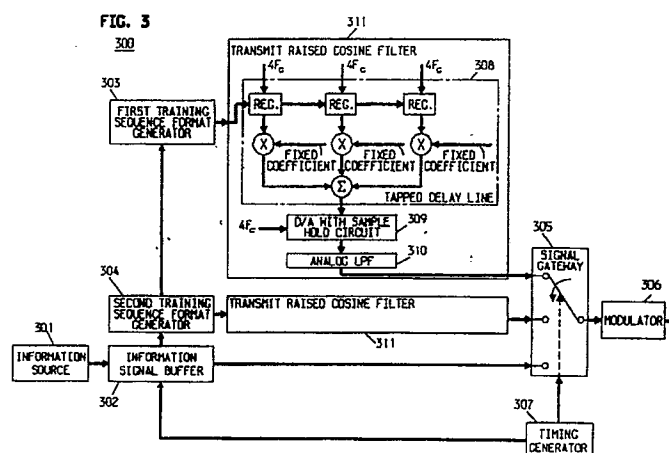 FIG. 3
300
311
TRANSMIT RAISED COSINE FILTER
4Fc 4Fc 4Fc
308
303
FIRST TRAINING
SEQUENCE FORMAT
GENERATOR
REG. REG. REG.
X X X
FIXED
COEFFICIENT
FIXED
COEFFICIENT
FIXED
COEFFICIENT
Σ
TAPPED DELAY LINE
4Fc
D/A WITH SAMPLE
HOLD CIRCUIT
309
ANALOG LPF
310
305
SIGNAL
GATEWAY
306
MODULATOR
304
SECOND TRAINING
SEQUENCE FORMAT
GENERATOR
TRANSMIT RAISED COSINE FILTER
311
301
INFORMATION
SOURCE
INFORMATION
SIGNAL BUFFER
302
307
TIMING
GENERATOR